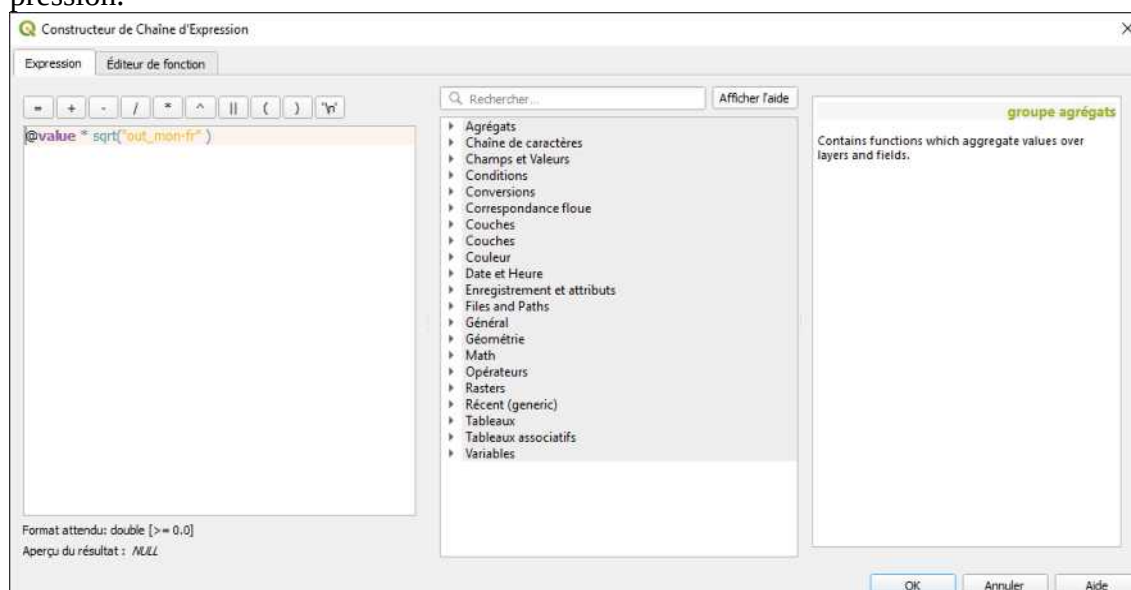 pression.
Constructeur de Chaîne d'Expression
Expression Éditeur de fonction
= + - / * ^ || ( ) '\n'
@value * sqrt("out_mon-fr" )
Format attendu: double [>= 0.0]
Aperçu du résultat : NULL
Rechercher... Afficher l'aide
Agrégats
Chaîne de caractères
Champs et Valeurs
Conditions
Conversions
Correspondance floue
Couches
Couches
Couleur
Date et Heure
Enregistrement et attributs
Files and Paths
Général
Géométrie
Math
Opérateurs
Rasters
Récent (generic)
Tableaux
Tableaux associatifs
Variables
groupe agrégats
Contains functions which aggregate values over
layers and fields.
OK Annuler Aide